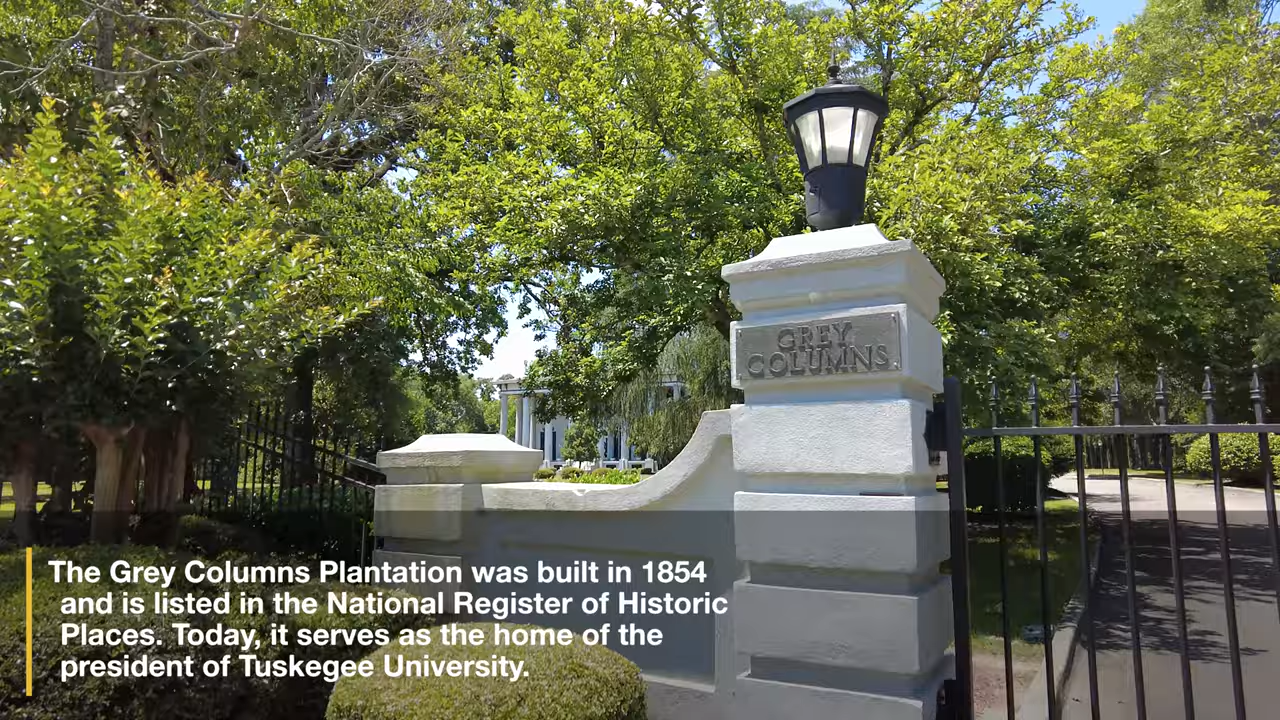 GREY
COLUMNS
The Grey Columns Plantation was built in 1854
and is listed in the National Register of Historic
Places. Today, it serves as the home of the
president of Tuskegee University.